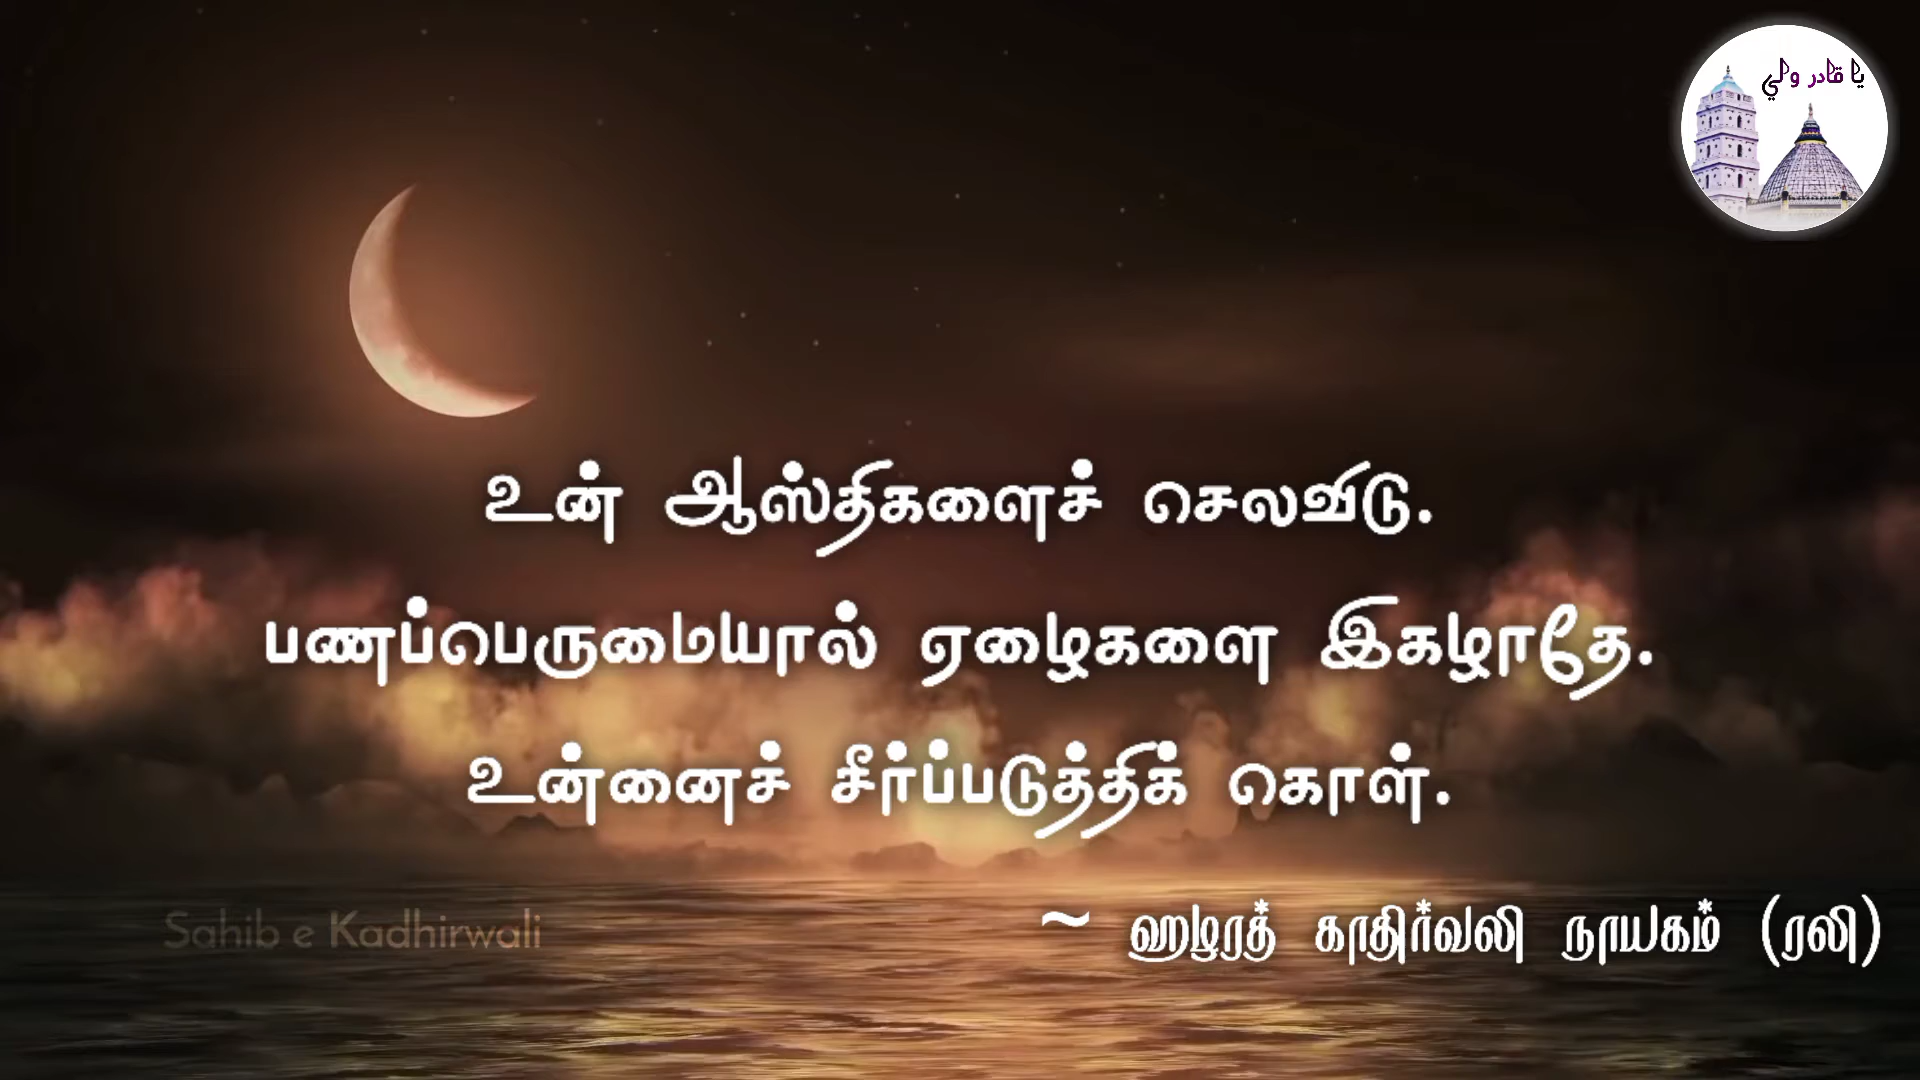 يا قادر ولي
உன் ஆஸ்திகளைச் செலவிடு.
பணப்பெருமையால் ஏழைகளை இகழாதே.
உன்னைச் சீர்ப்படுத்திக் கொள்.
~ ஹழரத் காதிர்வலி நாயகம் (ரலி)
Sahib e Kadhirwali